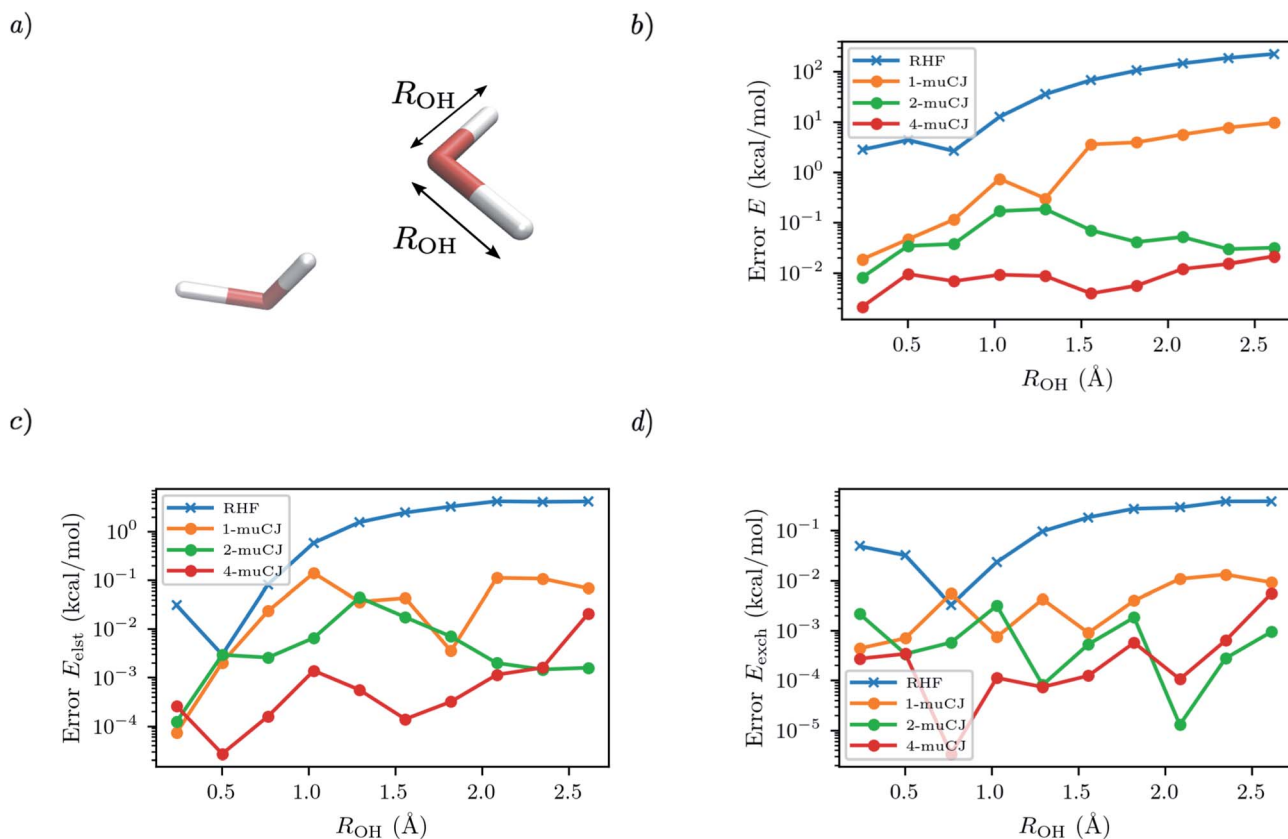 a)
R_OH
R_OH
b)
Error E (kcal/mol)
10^2
10^1
10^0
10^-1
10^-2
RHF
1-muCJ
2-muCJ
4-muCJ
0.5 1.0 1.5 2.0 2.5
R_OH (Å)
c)
Error E_elst (kcal/mol)
10^0
10^-1
10^-2
10^-3
10^-4
RHF
1-muCJ
2-muCJ
4-muCJ
0.5 1.0 1.5 2.0 2.5
R_OH (Å)
d)
Error E_exch (kcal/mol)
10^-1
10^-2
10^-3
10^-4
10^-5
RHF
1-muCJ
2-muCJ
4-muCJ
0.5 1.0 1.5 2.0 2.5
R_OH (Å)